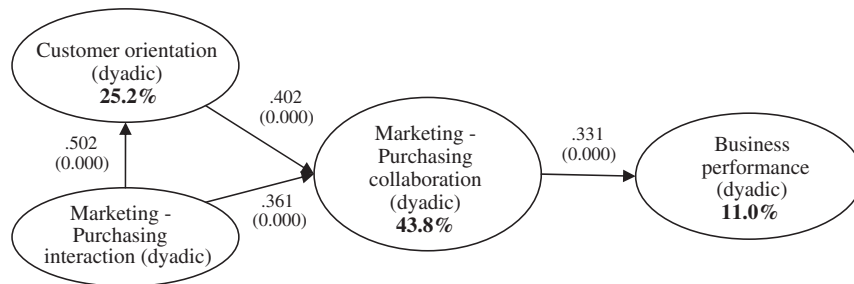 Customer orientation
(dyadic)
25.2%
.402
(0.000)
.502
(0.000)
Marketing -
Purchasing
collaboration
(dyadic)
43.8%
.331
(0.000)
Business
performance
(dyadic)
11.0%
.361
(0.000)
Marketing -
Purchasing
interaction (dyadic)